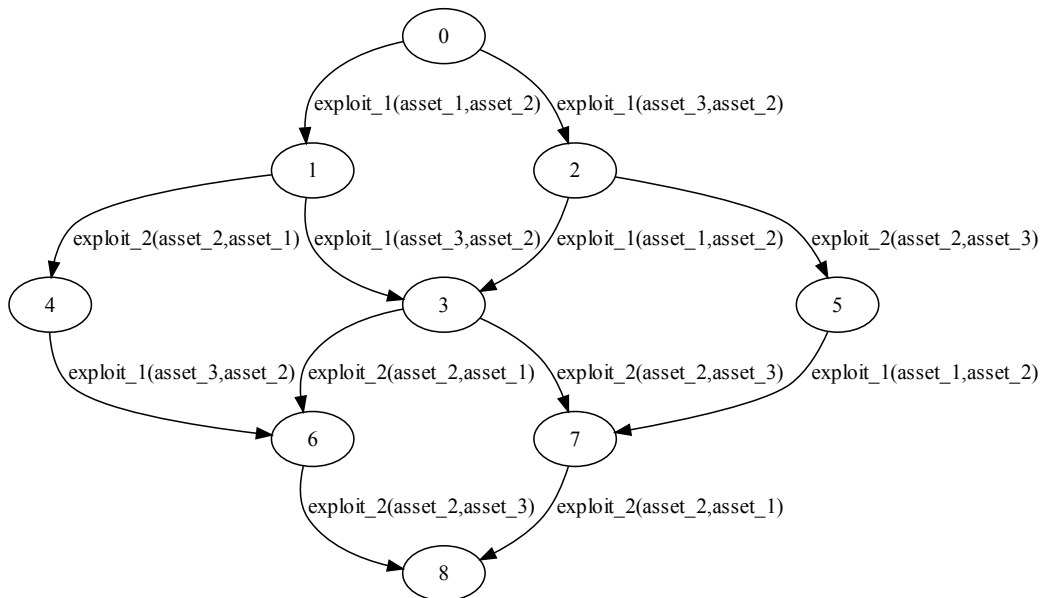 0
exploit_1(asset_1,asset_2) exploit_1(asset_3,asset_2)
1 2
exploit_2(asset_2,asset_1) exploit_1(asset_3,asset_2) exploit_1(asset_1,asset_2) exploit_2(asset_2,asset_3)
4 3 5
exploit_1(asset_3,asset_2) exploit_2(asset_2,asset_1) exploit_2(asset_2,asset_3) exploit_1(asset_1,asset_2)
6 7
exploit_2(asset_2,asset_3) exploit_2(asset_2,asset_1)
8